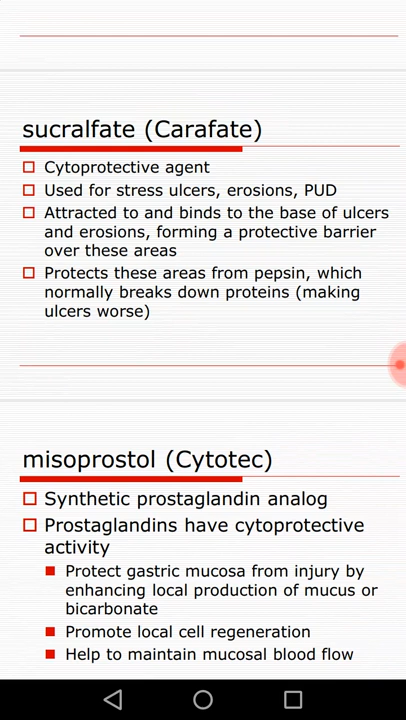 sucralfate (Carafate)
Cytoprotective agent
Used for stress ulcers, erosions, PUD
Attracted to and binds to the base of ulcers
and erosions, forming a protective barrier
over these areas
Protects these areas from pepsin, which
normally breaks down proteins (making
ulcers worse)
misoprostol (Cytotec)
Synthetic prostaglandin analog
Prostaglandins have cytoprotective
activity
Protect gastric mucosa from injury by
enhancing local production of mucus or
bicarbonate
Promote local cell regeneration
Help to maintain mucosal blood flow